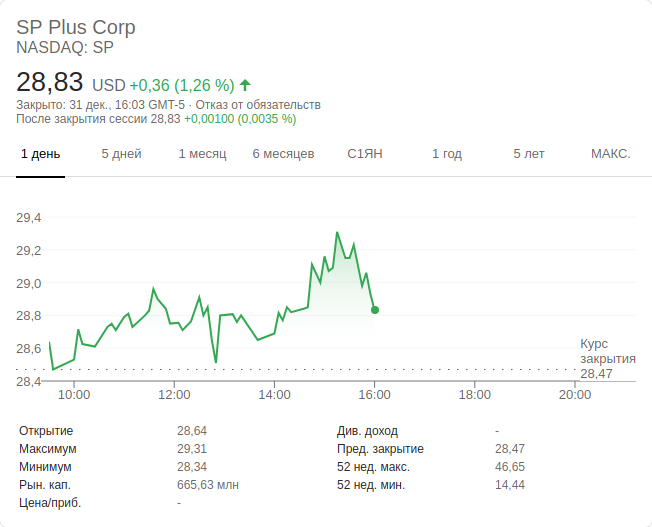 SP Plus Corp
NASDAQ: SP
28,83 USD +0,36 (1,26 %)
Закрыто: 31 дек., 16:03 GMT-5 · Отказ от обязательств
После закрытия сессии 28,83 +0,00100 (0,0035 %)
1 день 5 дней 1 месяц 6 месяцев С1ЯН 1 год 5 лет МАКС.
29,4
29,2
29,0
28,8
28,6
28,4
Курс
закрытия
28,47
10:00 12:00 14:00 16:00 18:00 20:00
Открытие 28,64 Див. доход -
Максимум 29,31 Пред. закрытие 28,47
Минимум 28,34 52 нед. макс. 46,65
Рын. кап. 665,63 млн 52 нед. мин. 14,44
Цена/приб. -